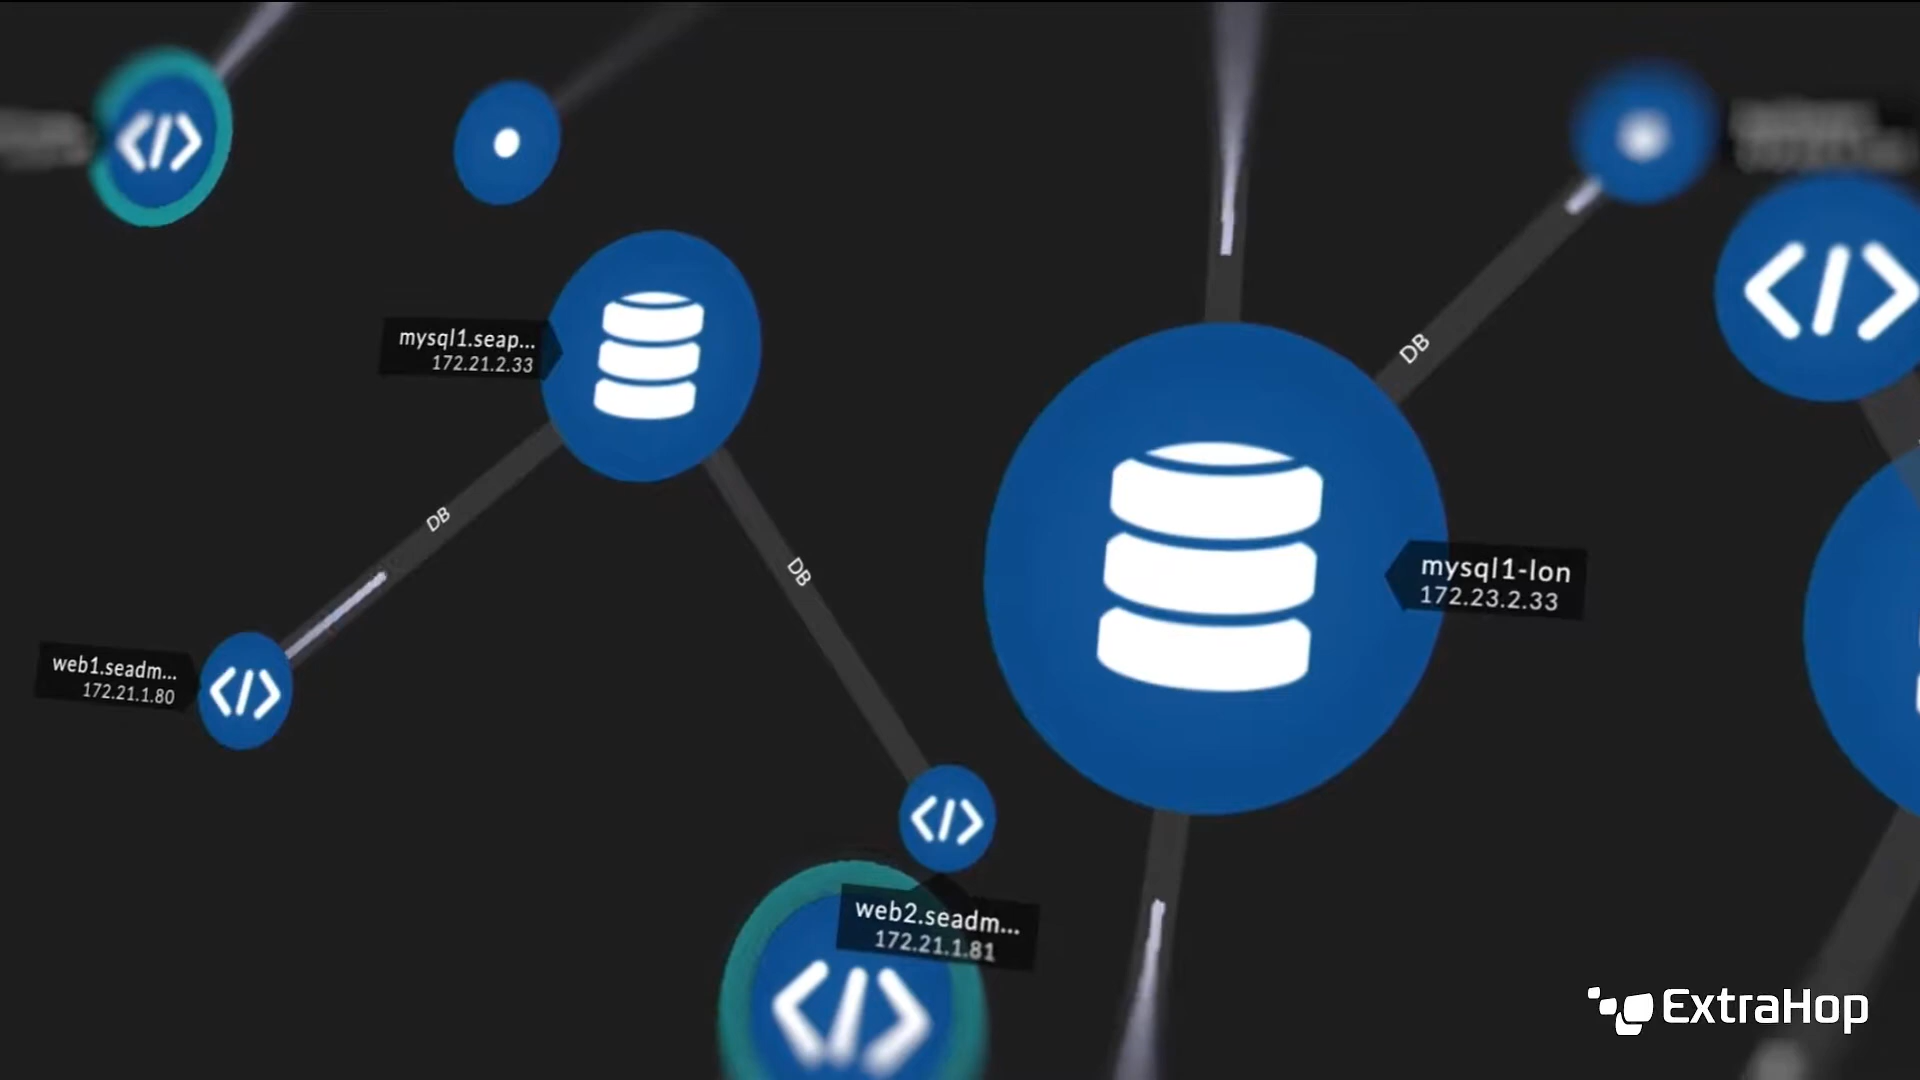 mysql1.seap...
172.21.2.33
DB
DB
DB
mysql1-lon
172.23.2.33
web1.seadm...
172.21.1.80
web2.seadm...
172.21.1.81
ExtraHop